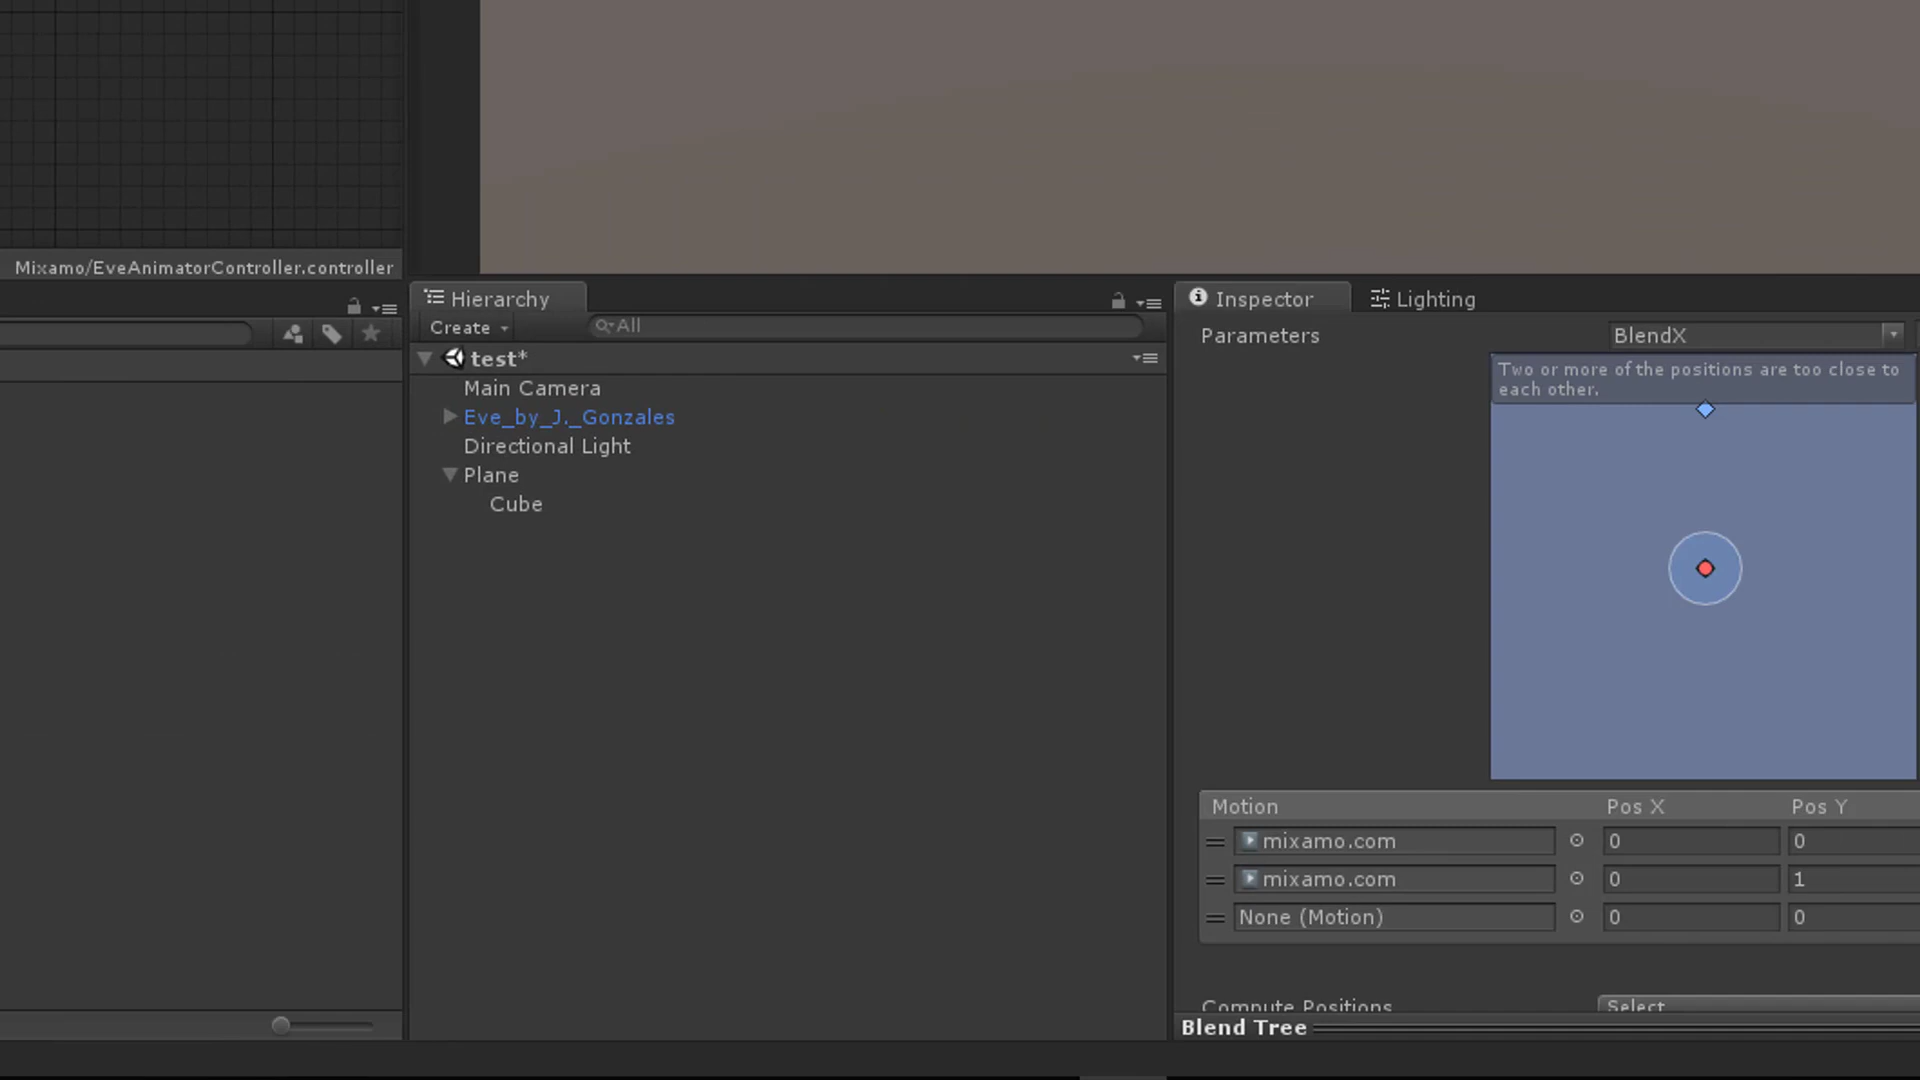 Mixamo/EveAnimatorController.controller
Hierarchy
Create
All
test*
Main Camera
Eve_by_J._Gonzales
Directional Light
Plane
Cube
Inspector
Lighting
Parameters
BlendX
Two or more of the positions are too close to
each other.
Motion Pos X Pos Y
mixamo.com 0 0
mixamo.com 0 1
None (Motion) 0 0
Compute Positions Select
Blend Tree